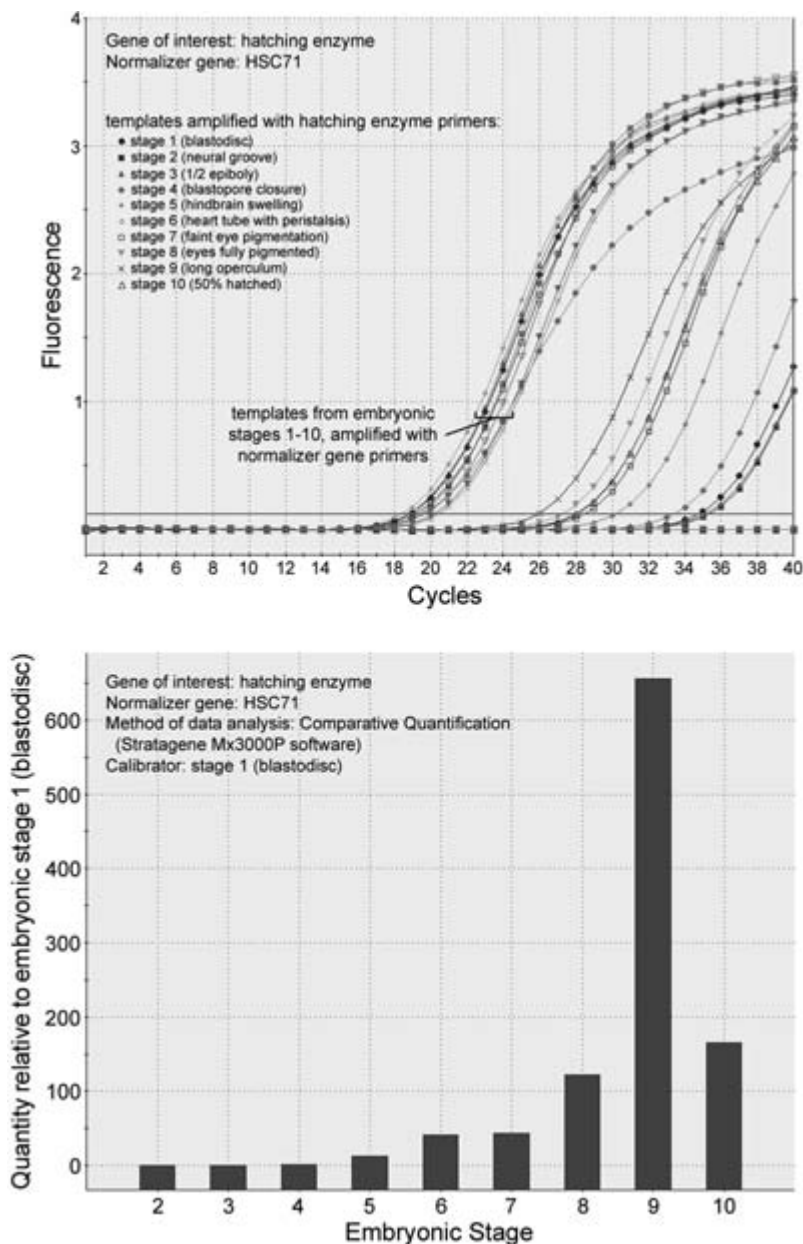 4
3
2
1
Fluorescence
Gene of interest: hatching enzyme
Normalizer gene: HSC71
templates amplified with hatching enzyme primers:
stage 1 (blastodisc)
stage 2 (neural groove)
stage 3 (1/2 epiboly)
stage 4 (blastopore closure)
stage 5 (hindbrain swelling)
stage 6 (heart tube with peristalsis)
stage 7 (faint eye pigmentation)
stage 8 (eyes fully pigmented)
stage 9 (long operculum)
stage 10 (50% hatched)
templates from embryonic
stages 1-10, amplified with
normalizer gene primers
2 4 6 8 10 12 14 16 18 20 22 24 26 28 30 32 34 36 38 40
Cycles
Quantity relative to embryonic stage 1 (blastodisc)
Gene of interest: hatching enzyme
Normalizer gene: HSC71
Method of data analysis: Comparative Quantification
(Stratagene Mx3000P software)
Calibrator: stage 1 (blastodisc)
600
500
400
300
200
100
0
2 3 4 5 6 7 8 9 10
Embryonic Stage